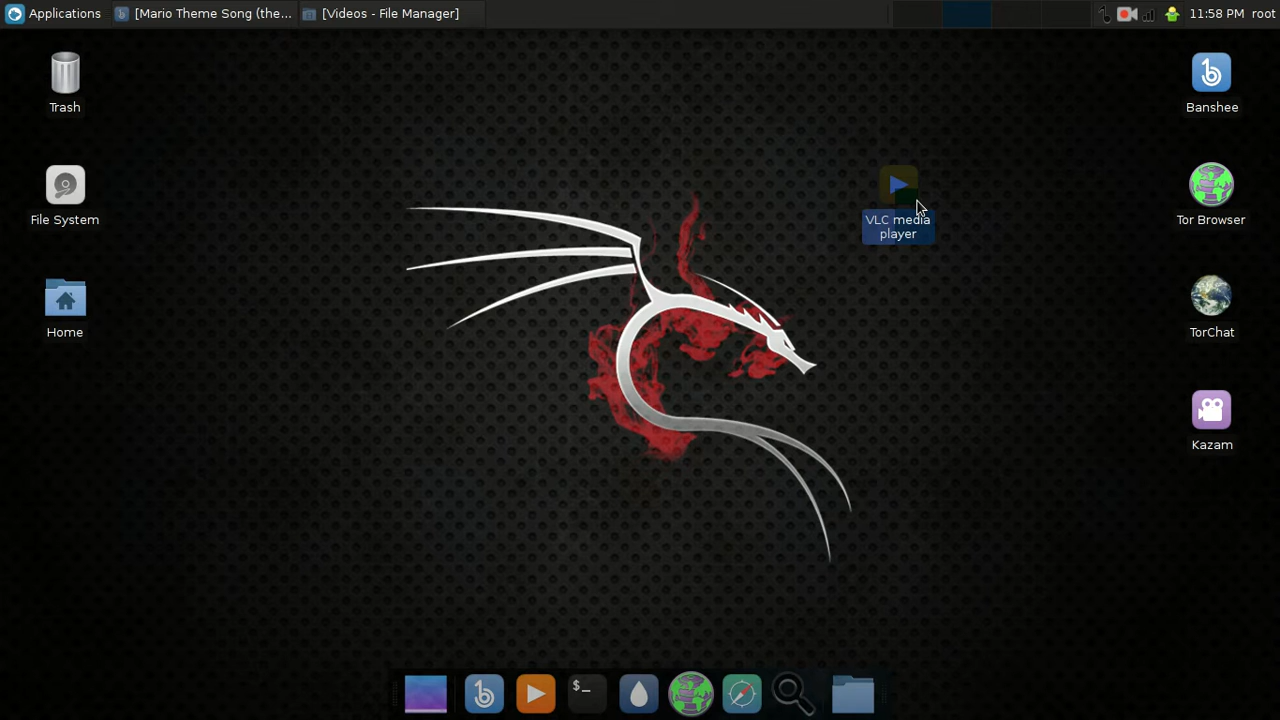 Applications
[Mario Theme Song (the...
[Videos - File Manager]
11:58 PM
root
Trash
File System
Home
VLC media
player
Banshee
Tor Browser
TorChat
Kazam
$_